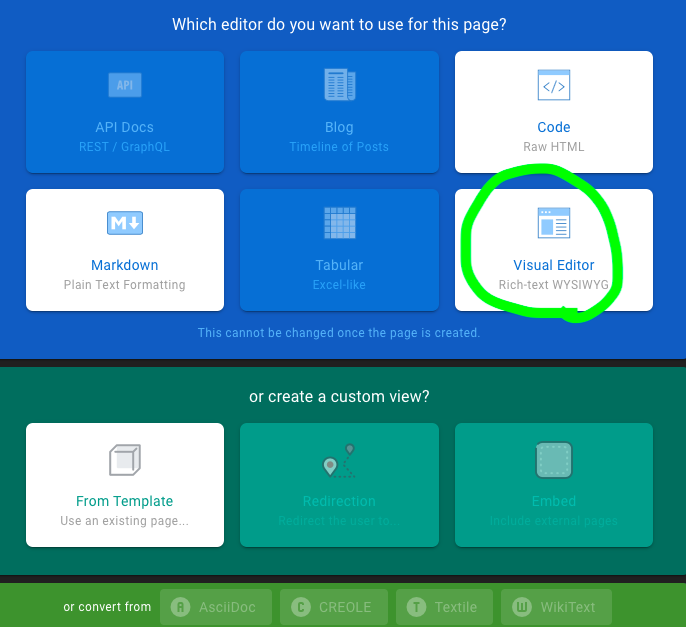 Which editor do you want to use for this page?
API
API Docs
REST / GraphQL
Blog
Timeline of Posts
</>
Code
Raw HTML
M
Markdown
Plain Text Formatting
Tabular
Excel-like
Visual Editor
Rich-text WYSIWYG
This cannot be changed once the page is created.
or create a custom view?
From Template
Use an existing page...
Redirection
Redirect the user to...
Embed
Include external pages
or convert from
A AsciiDoc
C CREOLE
T Textile
W WikiText